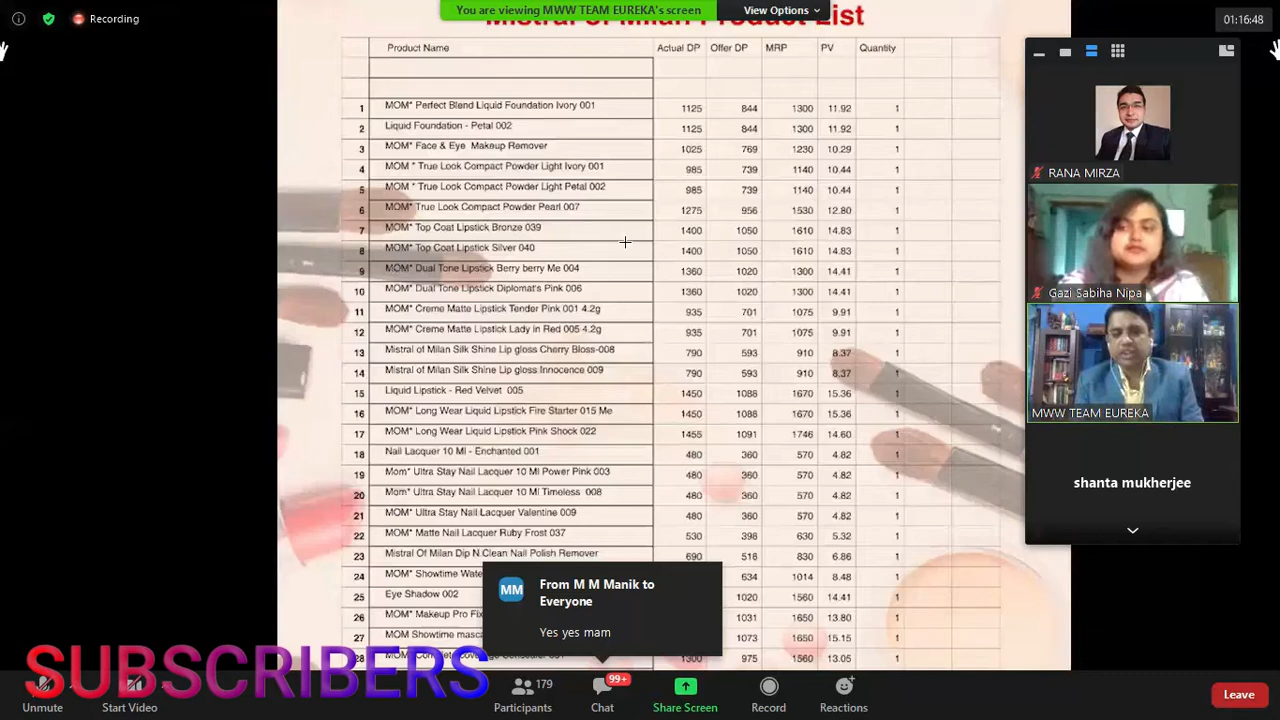 Recording
You are viewing MWW TEAM EUREKA's screen
View Options
01:16:48
Mistral of Milan Product List
Product Name Actual DP Offer DP MRP PV Quantity
1 MOM* Perfect Blend Liquid Foundation Ivory 001 1125 844 1300 11.92 1
2 Liquid Foundation - Petal 002 1125 844 1300 11.92 1
3 MOM* Face & Eye Makeup Remover 1025 769 1230 10.29 1
4 MOM * True Look Compact Powder Light Ivory 001 985 739 1140 10.44 1
5 MOM * True Look Compact Powder Light Petal 002 985 739 1140 10.44 1
6 MOM* True Look Compact Powder Pearl 007 1275 956 1530 12.80 1
7 MOM* Top Coat Lipstick Bronze 039 1400 1050 1610 14.83 1
8 MOM* Top Coat Lipstick Silver 040 1400 1050 1610 14.83 1
9 MOM* Dual Tone Lipstick Berry berry Me 004 1360 1020 1300 14.41 1
10 MOM* Dual Tone Lipstick Diplomat's Pink 006 1360 1020 1300 14.41 1
11 MOM* Creme Matte Lipstick Tender Pink 001 4.2g 935 701 1075 9.91 1
12 MOM* Creme Matte Lipstick Lady in Red 005 4.2g 935 701 1075 9.91 1
13 Mistral of Milan Silk Shine Lip gloss Cherry Bloss-008 790 593 910 8.37 1
14 Mistral of Milan Silk Shine Lip gloss Innocence 009 790 593 910 8.37 1
15 Liquid Lipstick - Red Velvet 005 1450 1088 1670 15.36 1
16 MOM* Long Wear Liquid Lipstick Fire Starter 015 Me 1450 1088 1670 15.36 1
17 MOM* Long Wear Liquid Lipstick Pink Shock 022 1455 1091 1746 14.60 1
18 Nail Lacquer 10 Ml - Enchanted 001 480 360 570 4.82 1
19 Mom* Ultra Stay Nail Lacquer 10 Ml Power Pink 003 480 360 570 4.82 1
20 Mom* Ultra Stay Nail Lacquer 10 Ml Timeless 008 480 360 570 4.82 1
21 MOM* Ultra Stay Nail Lacquer Valentine 009 480 360 570 4.82 1
22 MOM* Matte Nail Lacquer Ruby Frost 037 530 398 630 5.32 1
23 Mistral Of Milan Dip N Clean Nail Polish Remover 690 516 830 6.86 1
24 MOM* Showtime Wate 634 1014 8.48 1
25 Eye Shadow 002 1020 1560 14.41 1
26 MOM* Makeup Pro Fix 1031 1650 13.80 1
27 MOM Showtime masca 1073 1650 15.15 1
28 1300 975 1560 13.05 1
RANA MIRZA
Gazi Sabiha Nipa
MWW TEAM EUREKA
shanta mukherjee
MM
From M M Manik to
Everyone
Yes yes mam
SUBSCRIBERS
Unmute
Start Video
179
Participants
99+
Chat
Share Screen
Record
Reactions
Leave